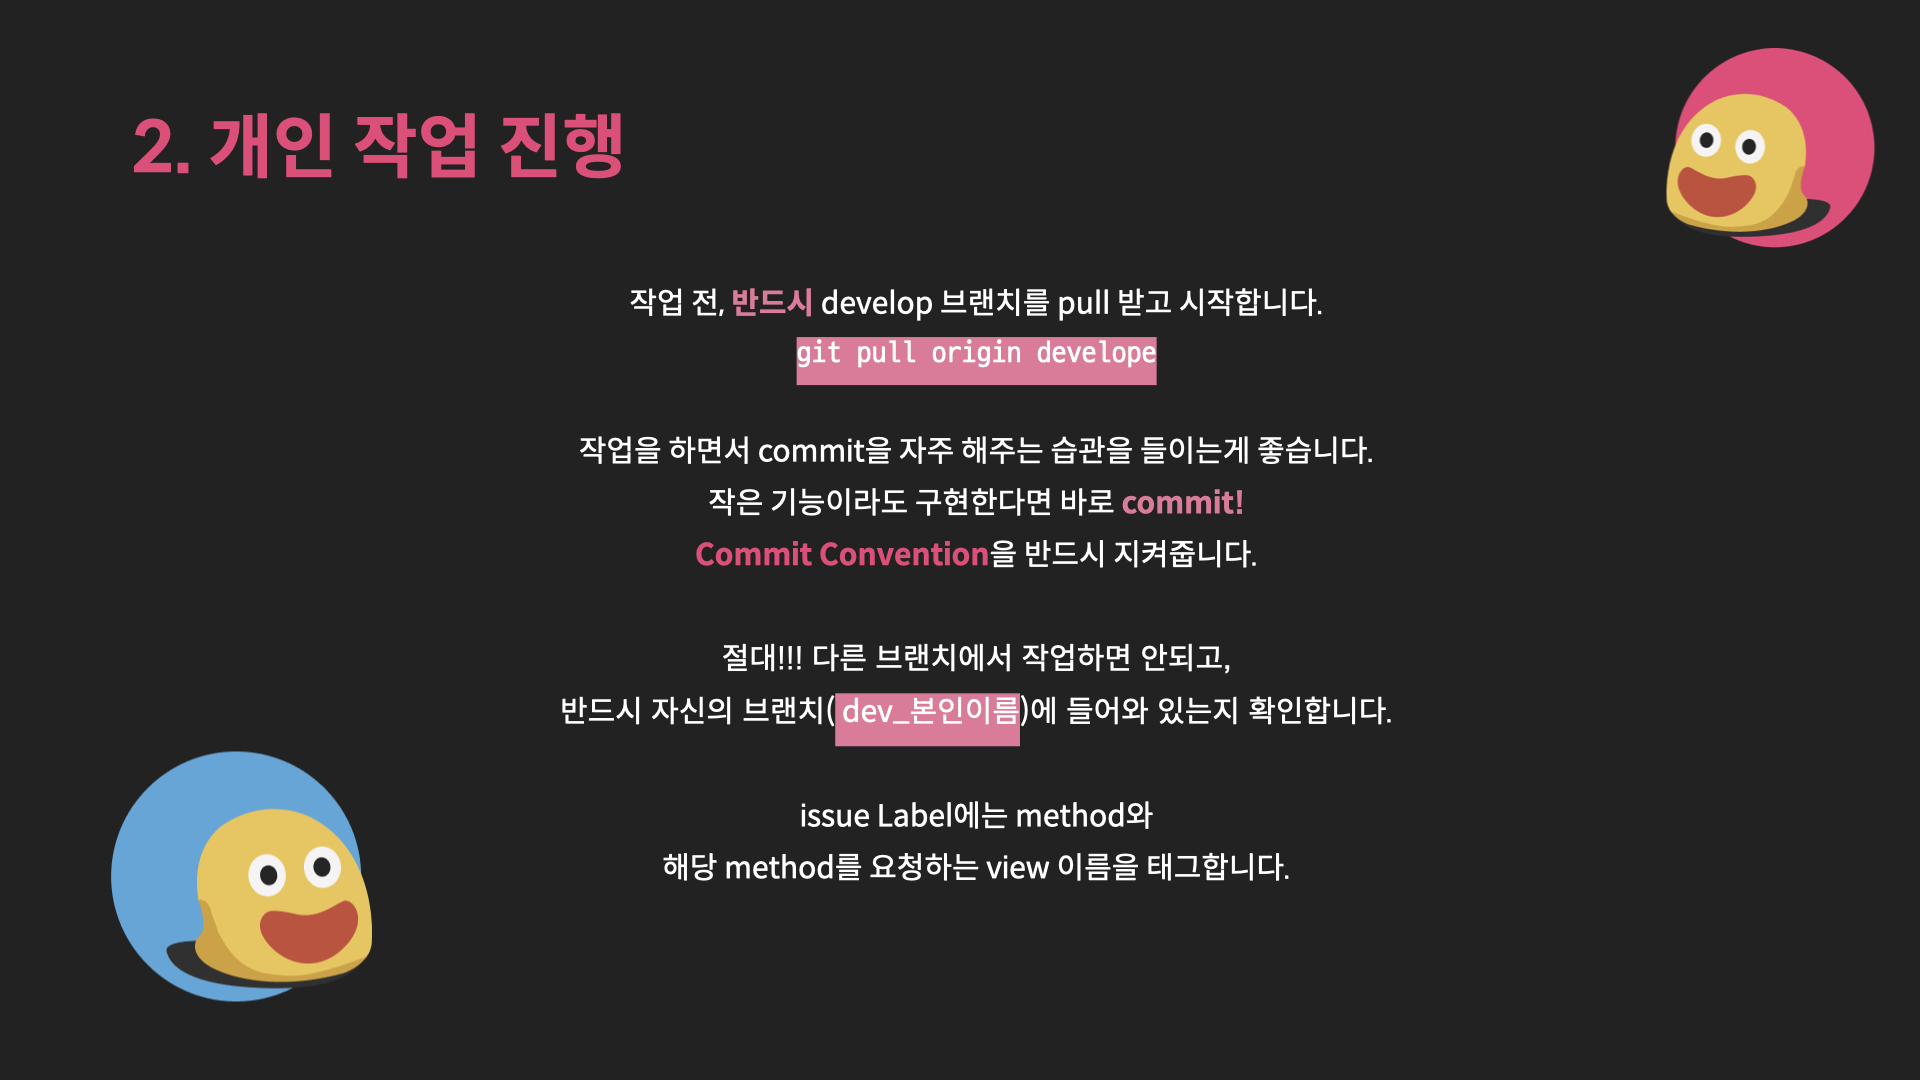 2. 개인 작업 진행
작업 전, 반드시 develop 브랜치를 pull 받고 시작합니다.
git pull origin develope
작업을 하면서 commit을 자주 해주는 습관을 들이는게 좋습니다.
작은 기능이라도 구현한다면 바로 commit!
Commit Convention을 반드시 지켜줍니다.
절대!!! 다른 브랜치에서 작업하면 안되고,
반드시 자신의 브랜치( dev_본인이름)에 들어와 있는지 확인합니다.
issue Label에는 method와
해당 method를 요청하는 view 이름을 태그합니다.